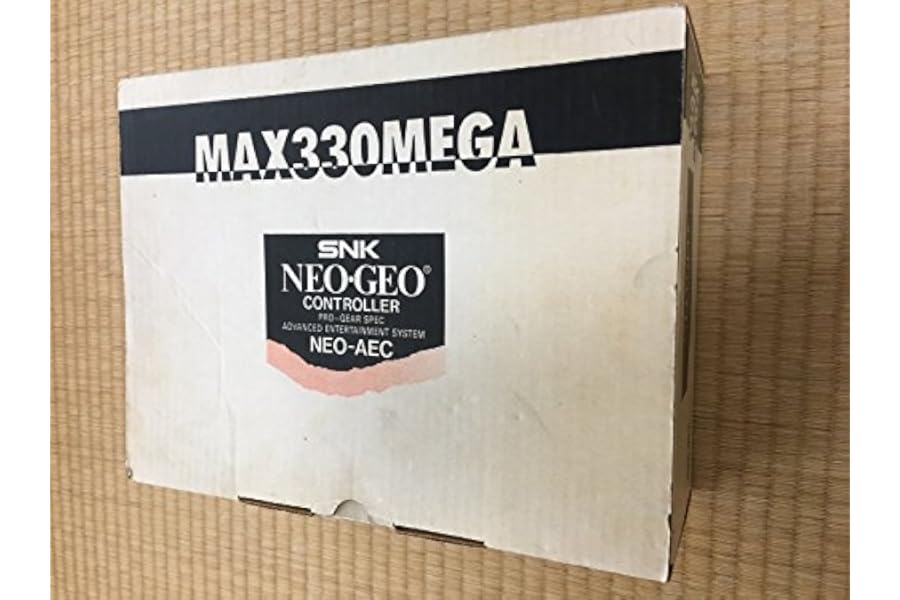 MAX330MEGA
SNK
NEO·GEO®
CONTROLLER
PRO-GEAR SPEC
ADVANCED ENTERTAINMENT SYSTEM
NEO-AEC